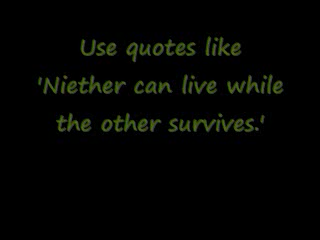 Use quotes like
'Niether can live while
the other survives.'